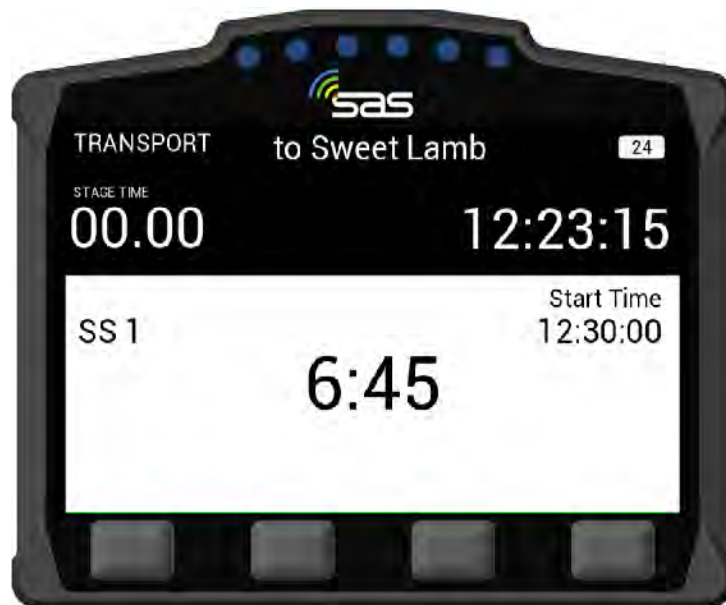 sas
TRANSPORT
to Sweet Lamb
24
STAGE TIME
00.00
12:23:15
Start Time
SS 1
12:30:00
6:45